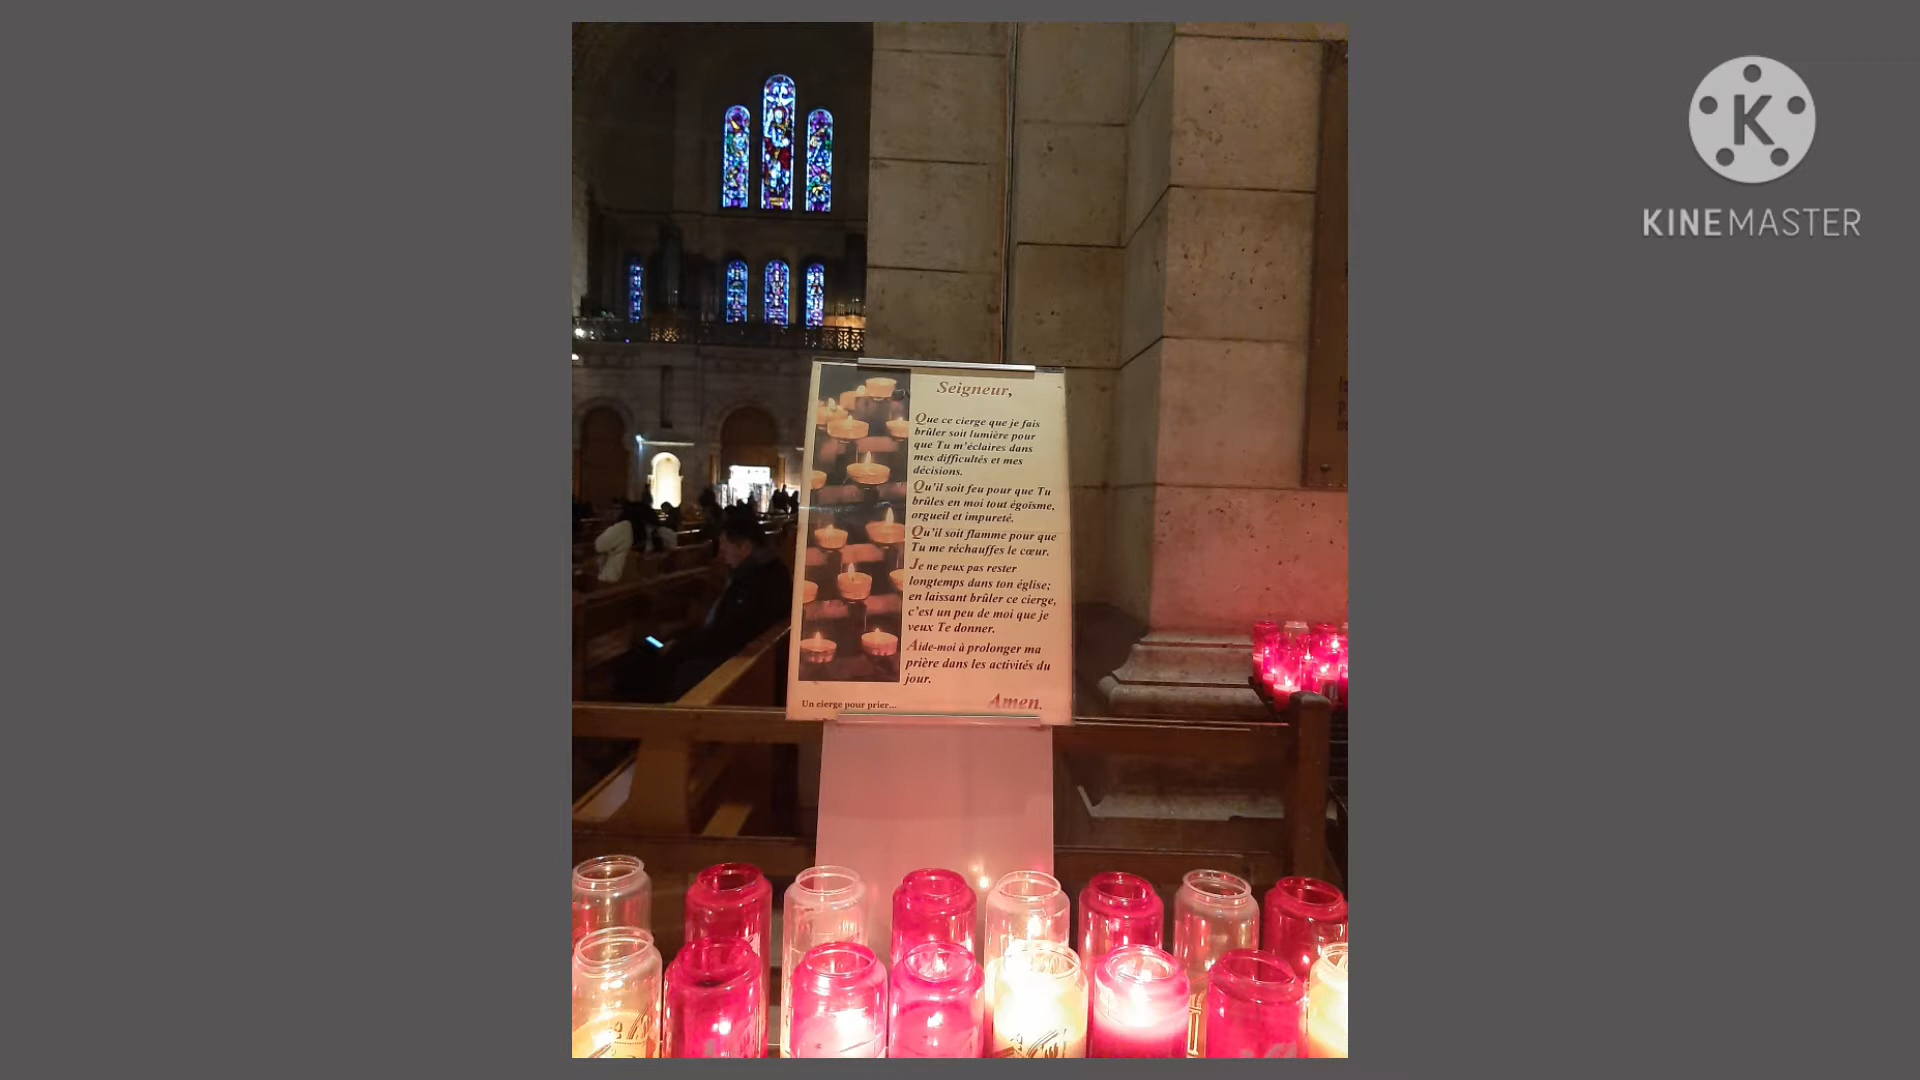 KINEMASTER
Seigneur,
Que ce cierge que je fais
brûler soit lumière pour
que Tu m'éclaires dans
mes difficultés et mes
décisions.
Qu'il soit feu pour que Tu
brûles en moi tout égoïsme,
orgueil et impureté.
Qu'il soit flamme pour que
Tu me réchauffes le cœur.
Je ne peux pas rester
longtemps dans ton église;
en laissant brûler ce cierge,
c'est un peu de moi que je
veux Te donner.
Aide-moi à prolonger ma
prière dans les activités du
jour.
Un cierge pour prier...
Amen.